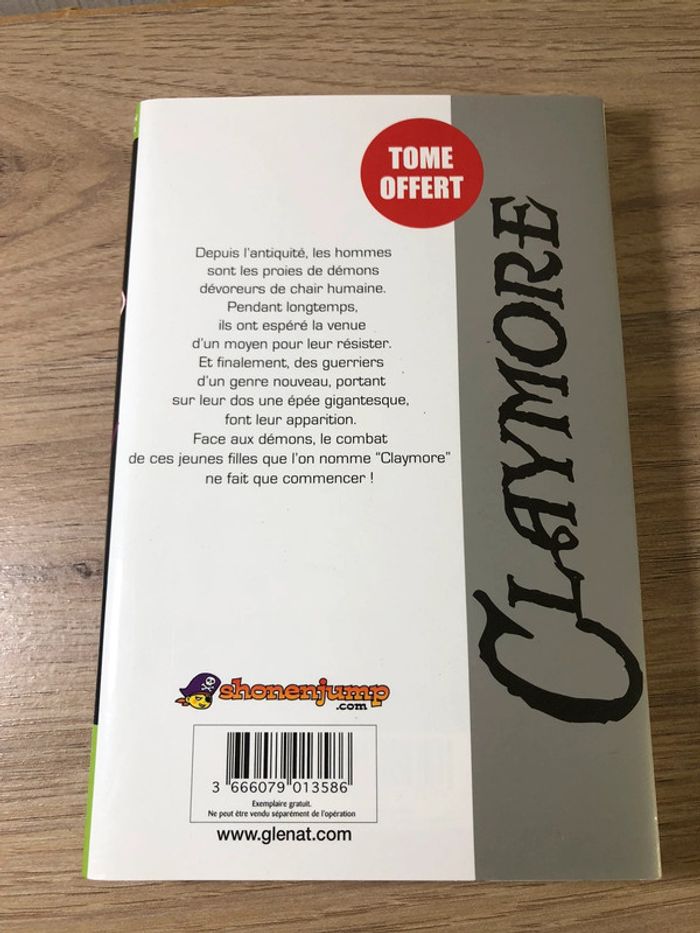 TOME
OFFERT
Depuis l'antiquité, les hommes
sont les proies de démons
dévoreurs de chair humaine.
Pendant longtemps,
ils ont espéré la venue
d'un moyen pour leur résister.
Et finalement, des guerriers
d'un genre nouveau, portant
sur leur dos une épée gigantesque,
font leur apparition.
Face aux démons, le combat
de ces jeunes filles que l'on nomme "Claymore"
ne fait que commencer !
CLAYMORE
shonenjump
.com
3 666079 013586
Exemplaire gratuit.
Ne peut être vendu séparément de l'opération
www.glenat.com